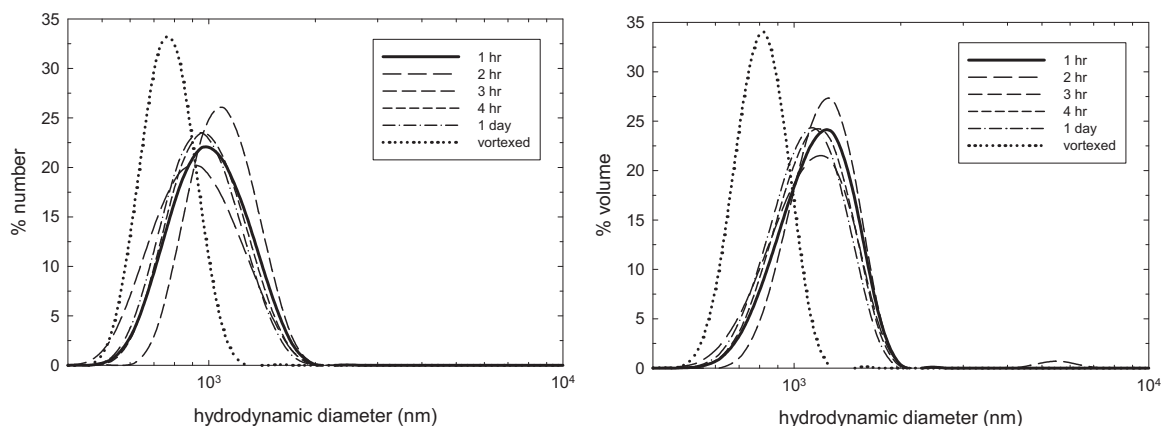 35
30
25
20
15
10
5
0
% number
1 hr
2 hr
3 hr
4 hr
1 day
vortexed
10³
10⁴
hydrodynamic diameter (nm)
35
30
25
20
15
10
5
0
% volume
1 hr
2 hr
3 hr
4 hr
1 day
vortexed
10³
10⁴
hydrodynamic diameter (nm)